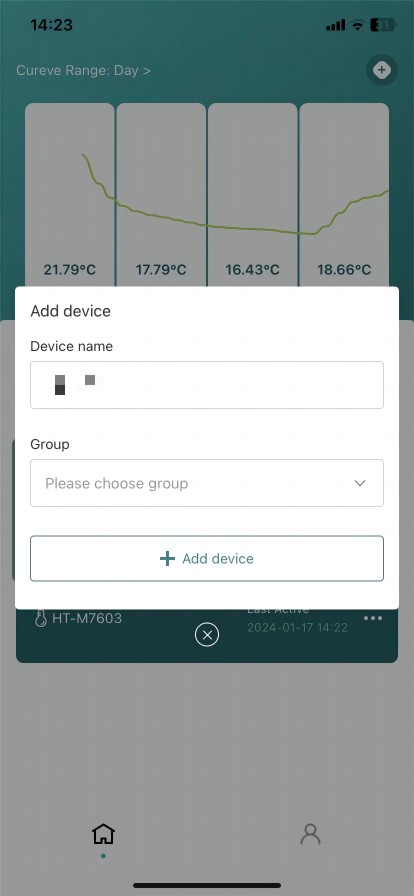 14:23
31
Cureve Range: Day >
21.79°C 17.79°C 16.43°C 18.66°C
Add device
Device name
Group
Please choose group
Add device
Last Active
HT-M7603
2024-01-17 14:22